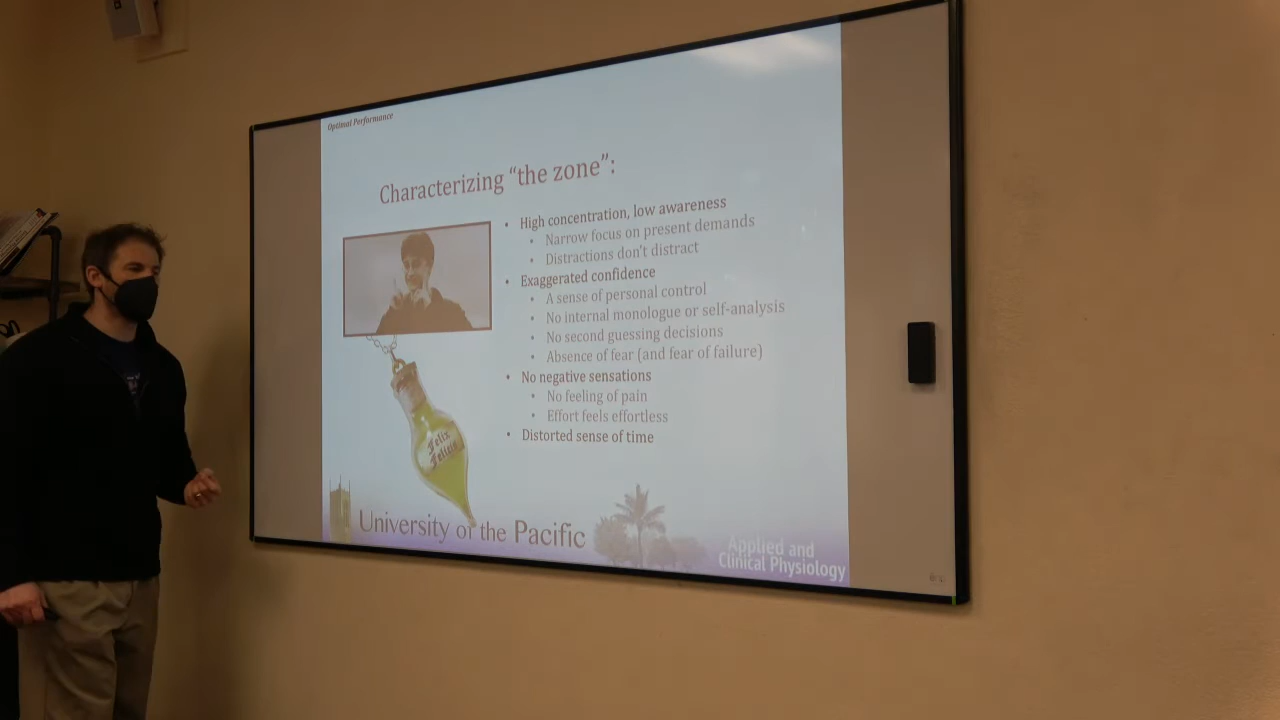 Optimal Performance
Characterizing “the zone”:
• High concentration, low awareness
• Narrow focus on present demands
• Distractions don't distract
• Exaggerated confidence
• A sense of personal control
• No internal monologue or self-analysis
• No second guessing decisions
• Absence of fear (and fear of failure)
• No negative sensations
• No feeling of pain
• Effort feels effortless
• Distorted sense of time
Felix
Felicis
University of the Pacific
Applied and
Clinical Physiology